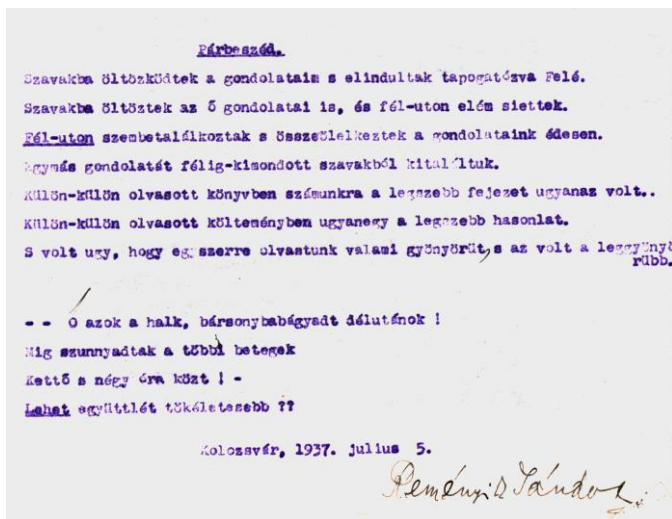 Párbeszéd.
Szavakba öltözködtek a gondolataim s elindultak tapogatózva Felé.
Szavakba öltöztek az Ő gondolatai is, és fél-uton elém siettek.
Fél-uton szembetalálkoztak s összeölelkeztek a gondolataink édesen.
Egymás gondolatát félig-kimondott szavakból kitaláltuk.
Külön-külön olvasott könyvben számunkra a legszebb fejezet ugyanaz volt..
Külön-külön olvasott költeményben ugyanegy a legszebb hasonlat.
S volt ugy, hogy egyszerre olvastunk valami gyönyörüt, s az volt a leggyönyö
rübb.
-- Ó azok a halk, bársonybabágyadt délutánok !
Mig szunnyadtak a többi betegek
Kettő s négy óra közt ! -
Lehet együttlét tökéletesebb ??
Kolozsvár, 1937. julius 5.
Reményik Sándor.